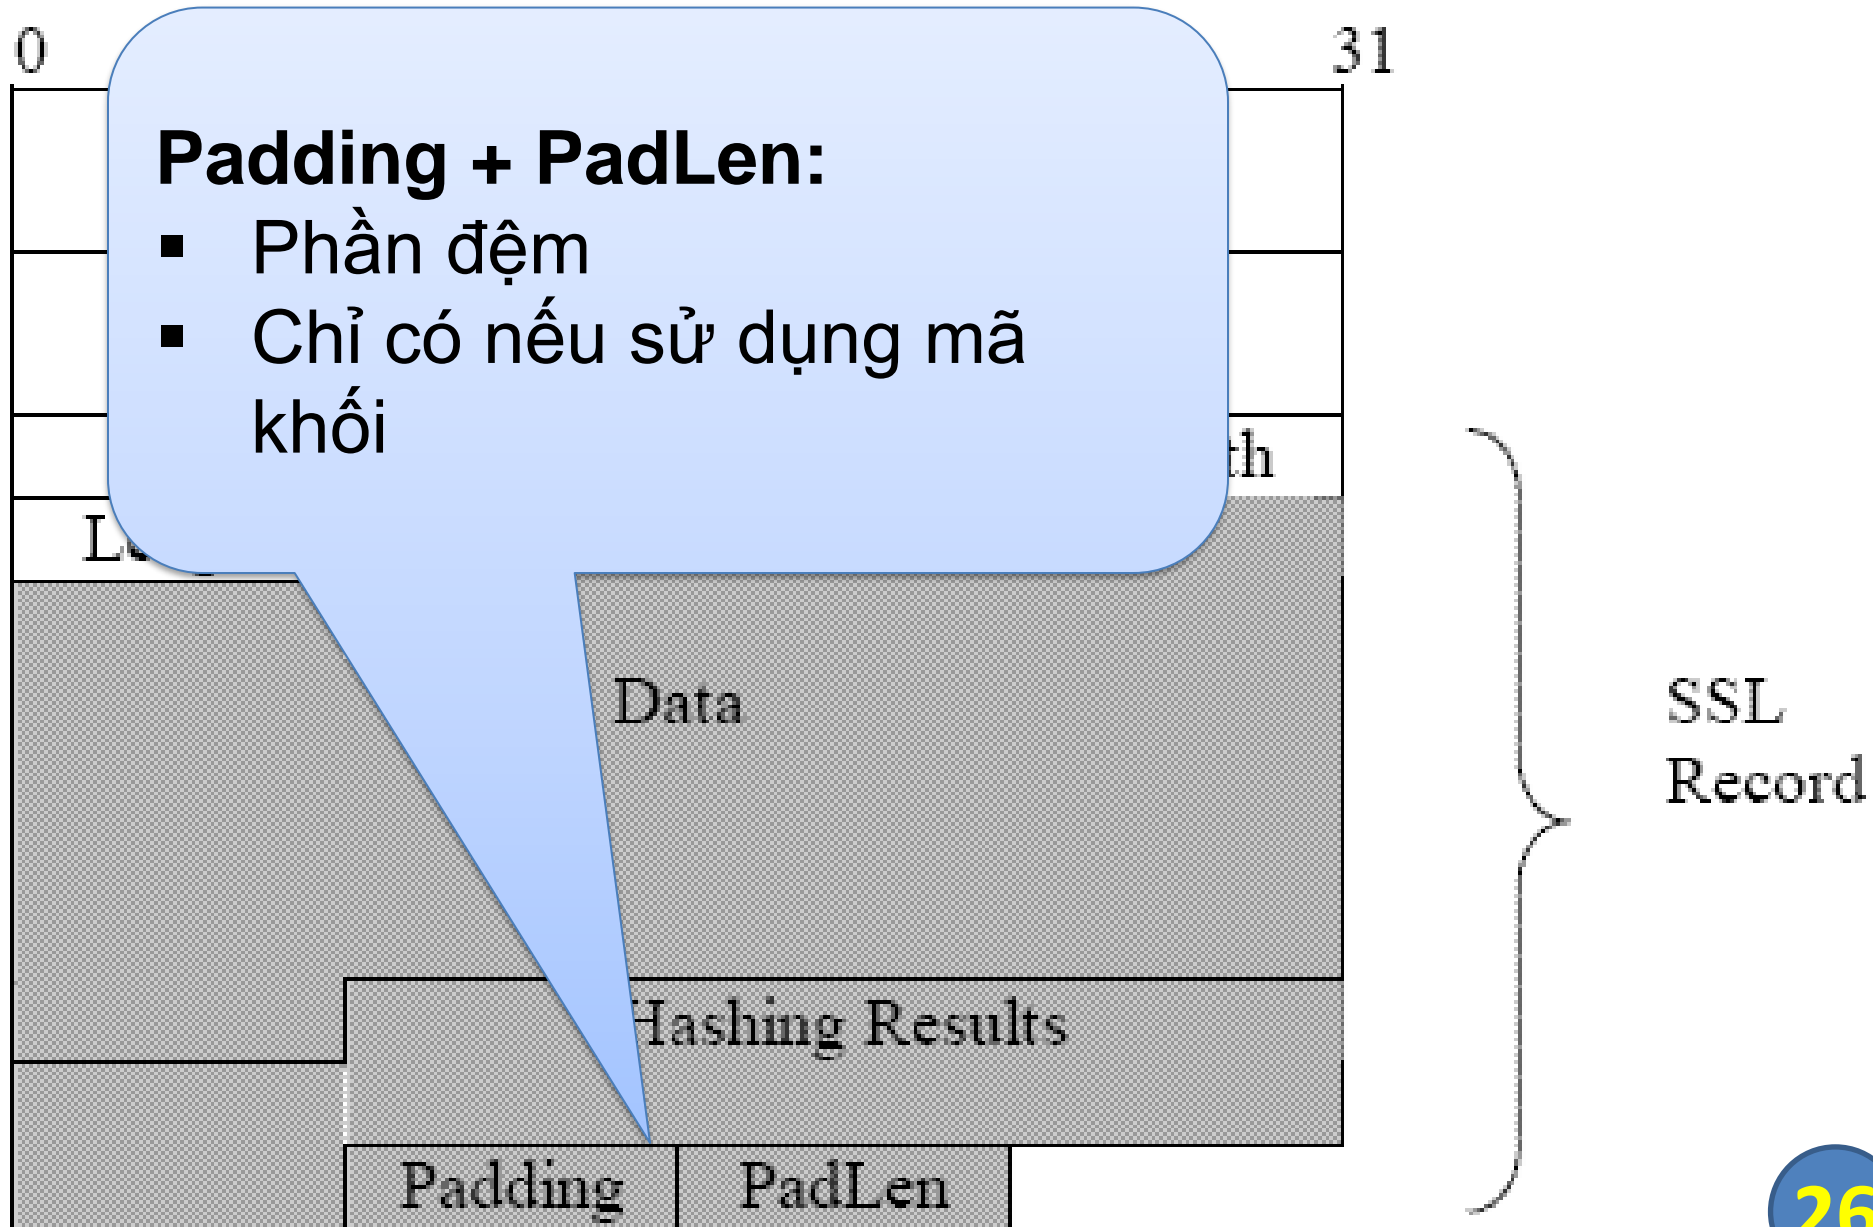 0 31
Padding + PadLen:
▪ Phần đệm
▪ Chỉ có nếu sử dụng mã
khối
Data
SSL
Record
Hashing Results
Padding PadLen
26